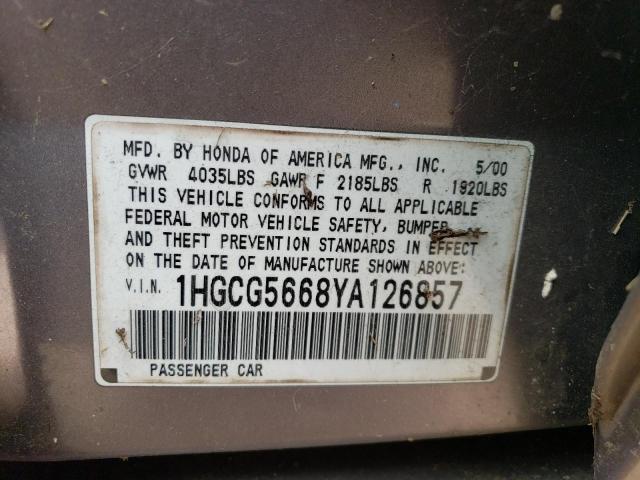 MFD. BY HONDA OF AMERICA MFG., INC. 5/00
GVWR 4035LBS GAWR F 2185LBS R 1920LBS
THIS VEHICLE CONFORMS TO ALL APPLICABLE
FEDERAL MOTOR VEHICLE SAFETY, BUMPER
AND THEFT PREVENTION STANDARDS IN EFFECT
ON THE DATE OF MANUFACTURE SHOWN ABOVE:
V.I.N. 1HGCG5668YA126857
PASSENGER CAR